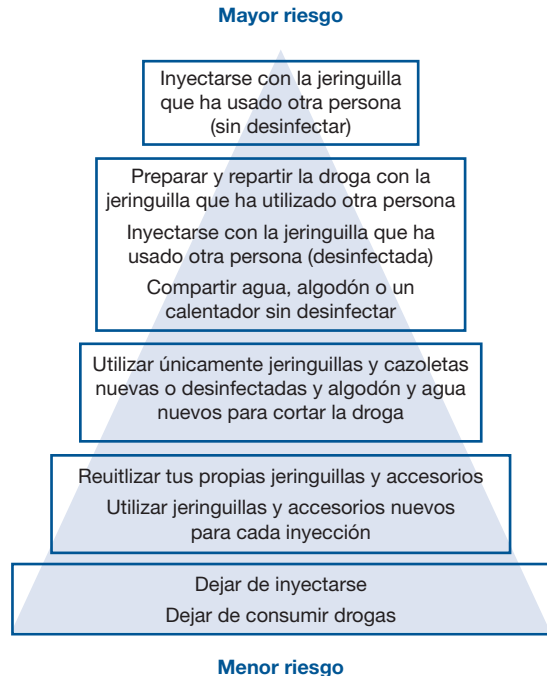 Mayor riesgo
Inyectarse con la jeringuilla
que ha usado otra persona
(sin desinfectar)
Preparar y repartir la droga con la
jeringuilla que ha utilizado otra persona
Inyectarse con la jeringuilla que ha
usado otra persona (desinfectada)
Compartir agua, algodón o un
calentador sin desinfectar
Utilizar únicamente jeringuillas y cazoletas
nuevas o desinfectadas y algodón y agua
nuevos para cortar la droga
Reuitlizar tus propias jeringuillas y accesorios
Utilizar jeringuillas y accesorios nuevos
para cada inyección
Dejar de inyectarse
Dejar de consumir drogas
Menor riesgo